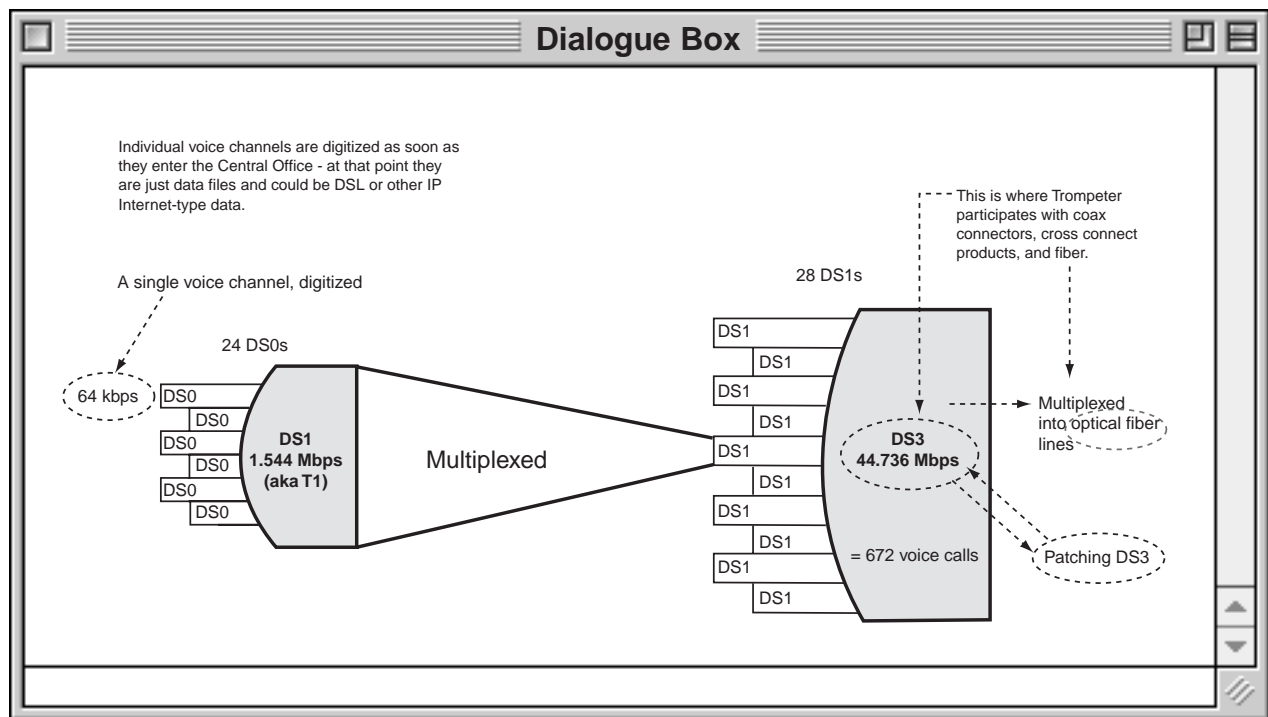 Dialogue Box
Individual voice channels are digitized as soon as
they enter the Central Office - at that point they
are just data files and could be DSL or other IP
Internet-type data.
This is where Trompeter
participates with coax
connectors, cross connect
products, and fiber.
A single voice channel, digitized
28 DS1s
24 DS0s
64 kbps
DS0
DS0
DS0
DS0
DS0
DS0
DS1
1.544 Mbps
(aka T1)
Multiplexed
DS1
DS1
DS1
DS1
DS1
DS1
DS1
DS1
DS1
DS1
DS3
44.736 Mbps
= 672 voice calls
Multiplexed
into optical fiber
lines
Patching DS3